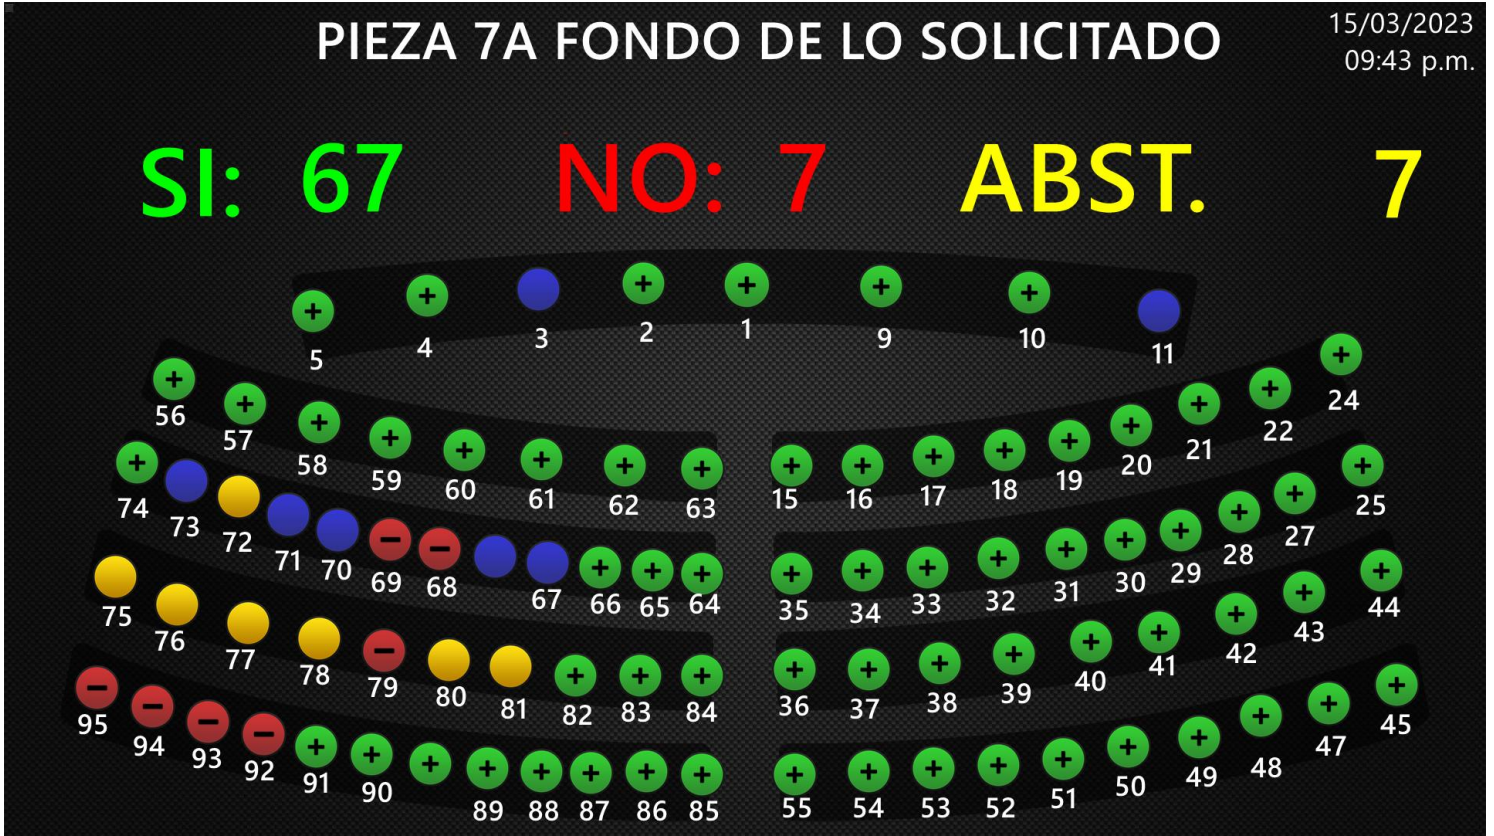 PIEZA 7A FONDO DE LO SOLICITADO
15/03/2023
09:43 p.m.
SI: 67 NO: 7 ABST. 7
5 4 3 2 1 9 10 11
56 57 58 59 60 61 62 63 15 16 17 18 19 20 21 22 24
74 73 72 71 70 69 68 67 66 65 64 35 34 33 32 31 30 29 28 27 25
75 76 77 78 79 80 81 82 83 84 36 37 38 39 40 41 42 43 44
95 94 93 92 91 90 89 88 87 86 85 55 54 53 52 51 50 49 48 47 45